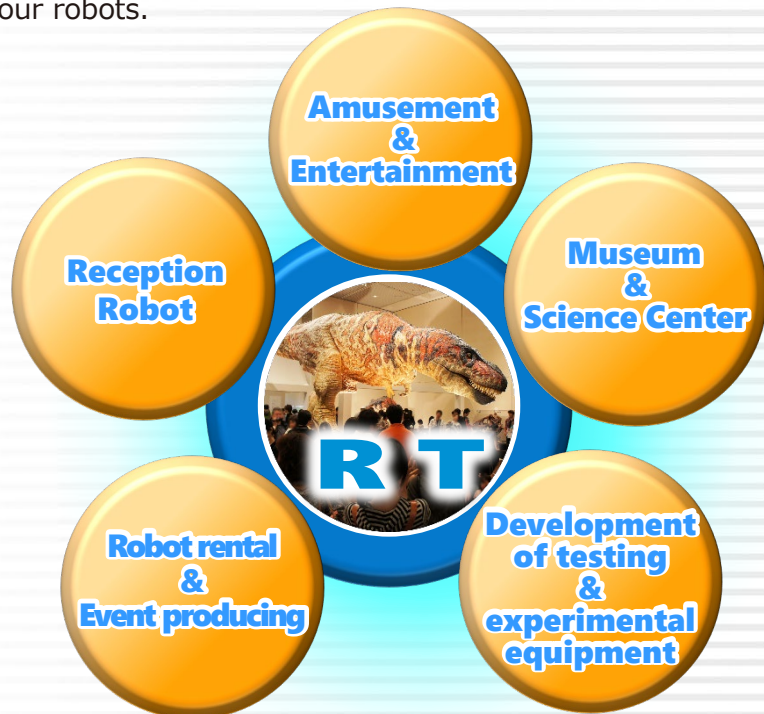 our robots.
Amusement
&
Entertainment
Reception
Robot
Museum
&
Science Center
R T
Robot rental
&
Event producing
Development
of testing
&
experimental
equipment